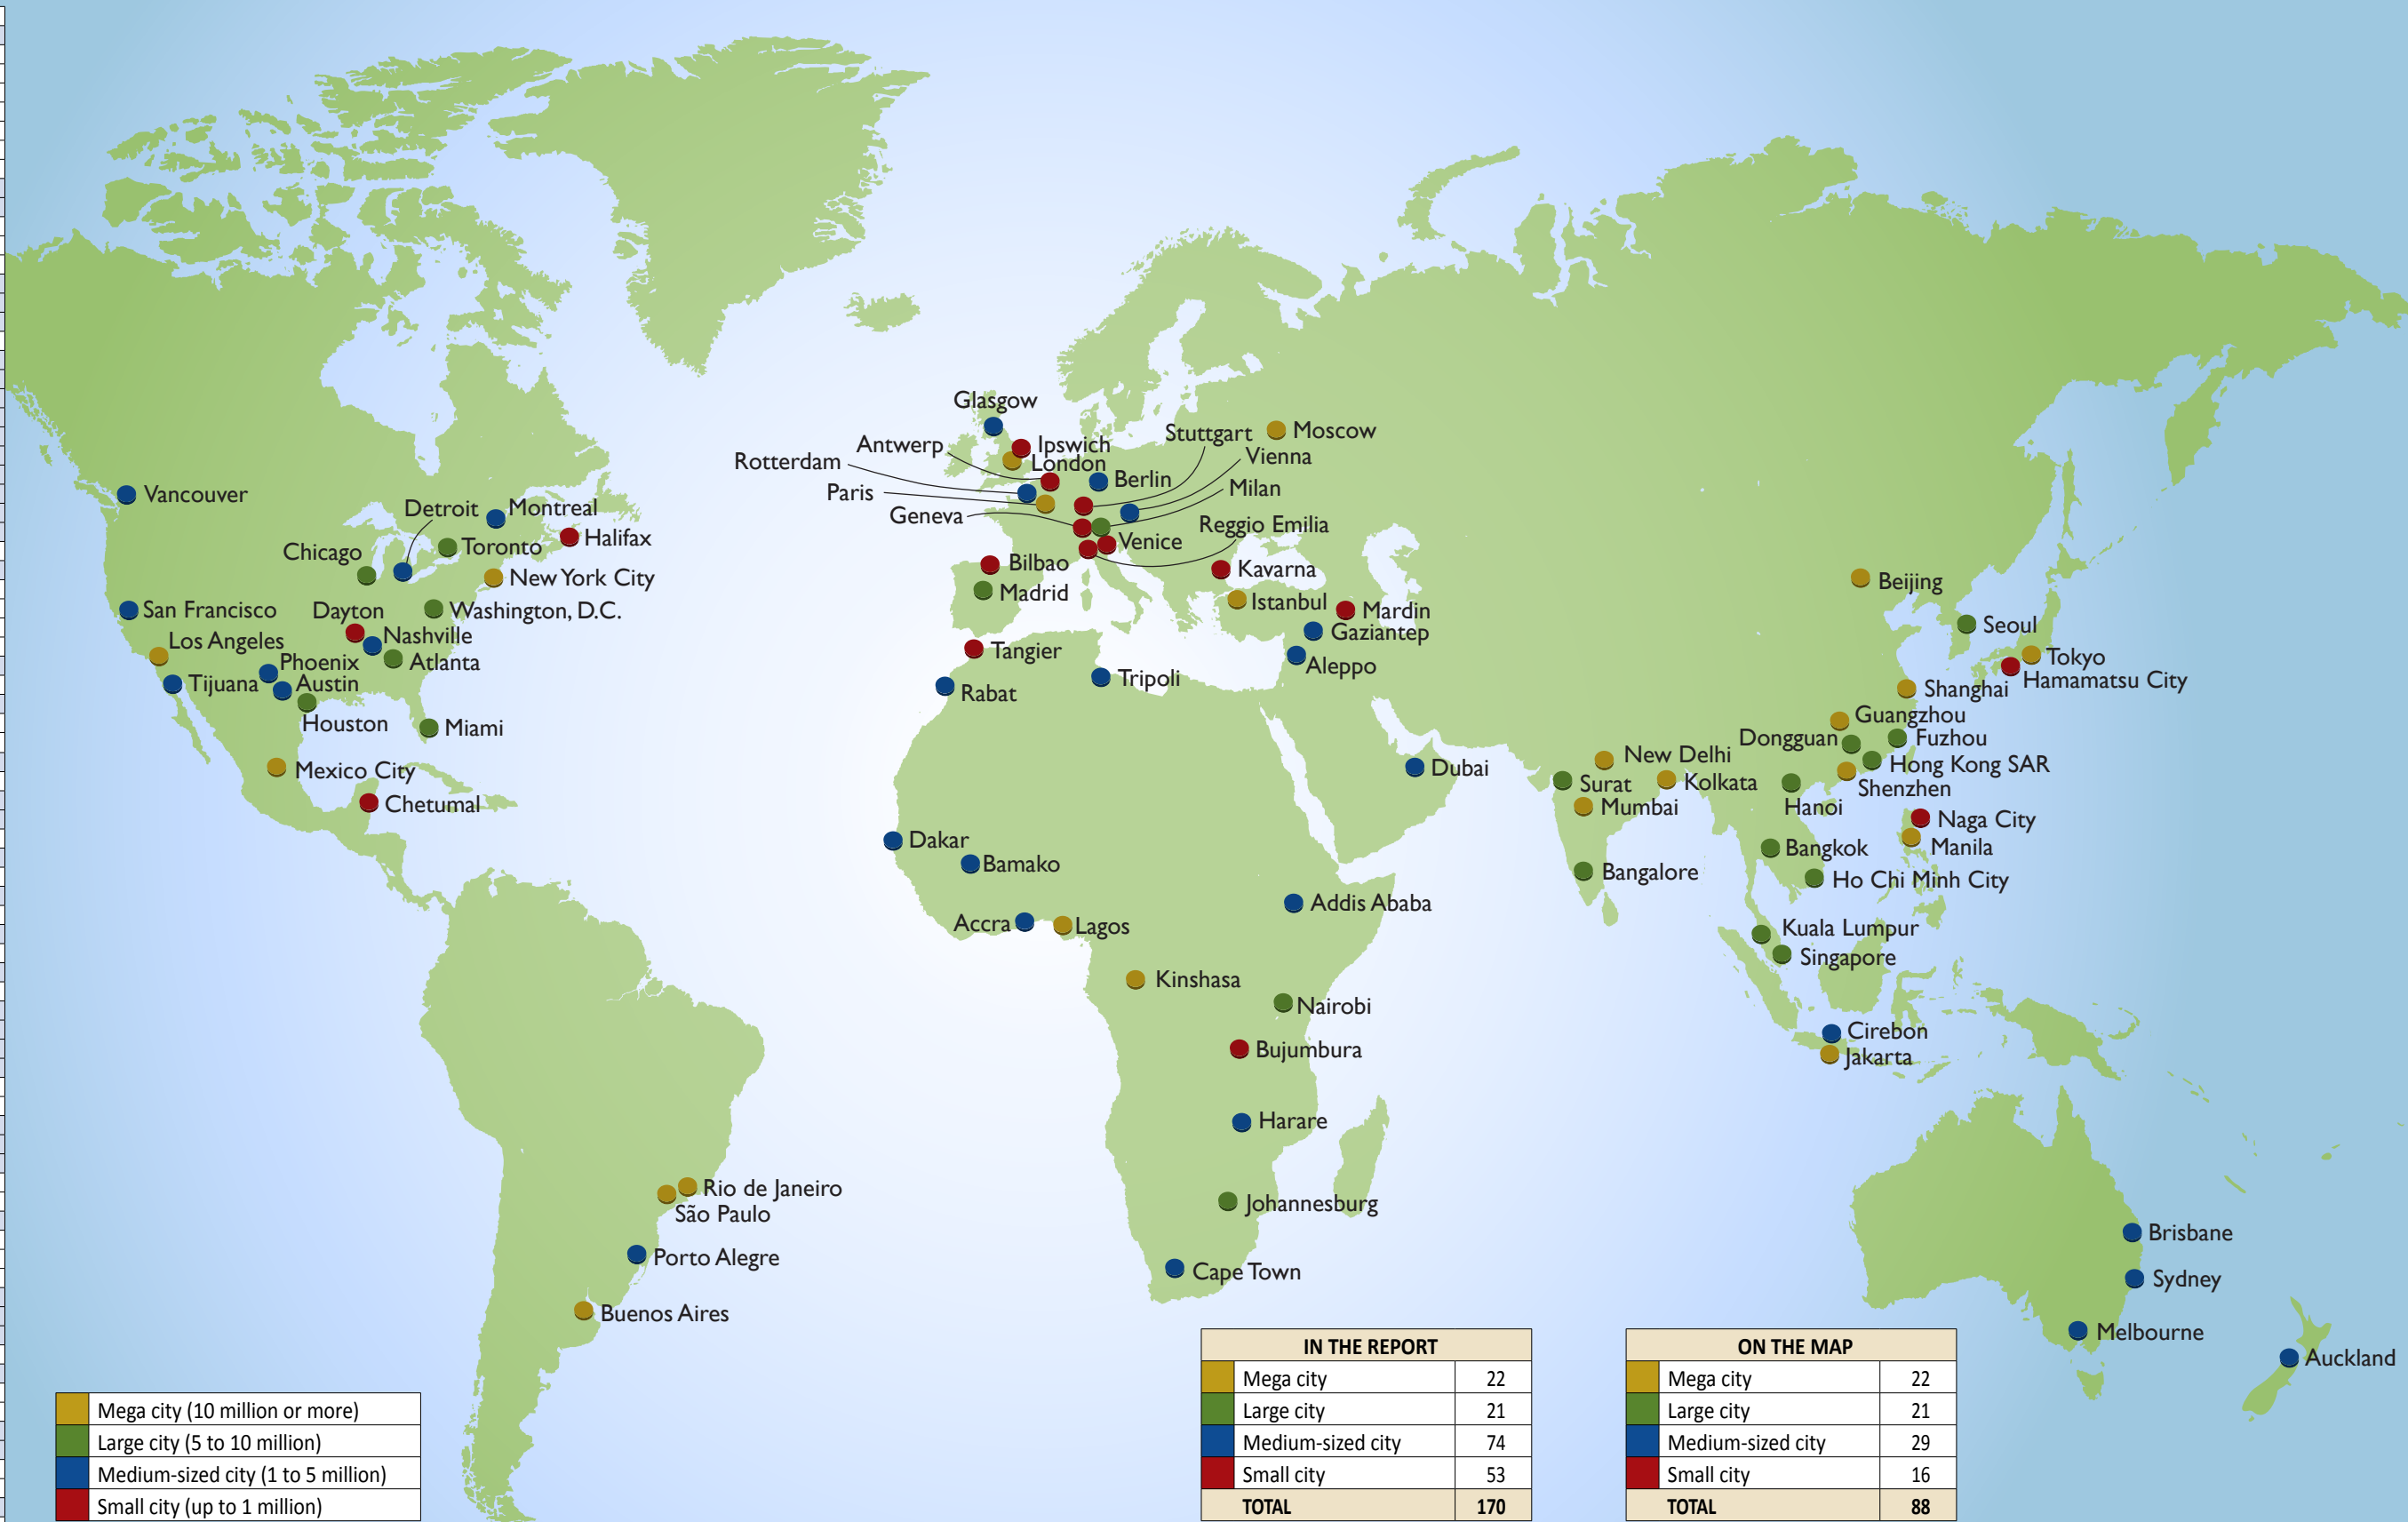 Glasgow
Moscow
Stuttgart
Antwerp
Ipswich
Vienna
Rotterdam
London
Berlin
Milan
Paris
Vancouver
Detroit
Montreal
Geneva
Reggio Emilia
Halifax
Venice
Chicago
Toronto
Bilbao
Kavarna
New York City
Beijing
Madrid
Istanbul
San Francisco
Dayton
Washington, D.C.
Mardin
Seoul
Nashville
Gaziantep
Los Angeles
Tangier
Tokyo
Phoenix
Atlanta
Aleppo
Tijuana
Austin
Tripoli
Hamamatsu City
Rabat
Shanghai
Houston
Miami
Guangzhou
Dongguan
Fuzhou
New Delhi
Mexico City
Dubai
Hong Kong SAR
Surat
Kolkata
Shenzhen
Chetumal
Mumbai
Hanoi
Naga City
Dakar
Manila
Bangkok
Bamako
Bangalore
Ho Chi Minh City
Addis Ababa
Accra
Lagos
Kuala Lumpur
Singapore
Kinshasa
Nairobi
Cirebon
Bujumbura
Jakarta
Harare
Rio de Janeiro
Johannesburg
São Paulo
Brisbane
Porto Alegre
Cape Town
Sydney
Buenos Aires
Melbourne
Auckland
Mega city (10 million or more)
Large city (5 to 10 million)
Medium-sized city (1 to 5 million)
Small city (up to 1 million)
IN THE REPORT
Mega city 22
Large city 21
Medium-sized city 74
Small city 53
TOTAL 170
ON THE MAP
Mega city 22
Large city 21
Medium-sized city 29
Small city 16
TOTAL 88